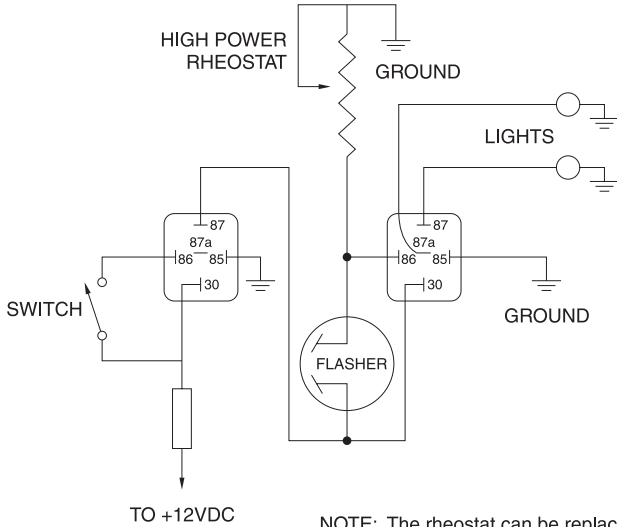 HIGH POWER
RHEOSTAT
GROUND
LIGHTS
87
87a
86 85
30
87
87a
86 85
30
SWITCH
FLASHER
GROUND
TO +12VDC
NOTE: The rheostat can be replac